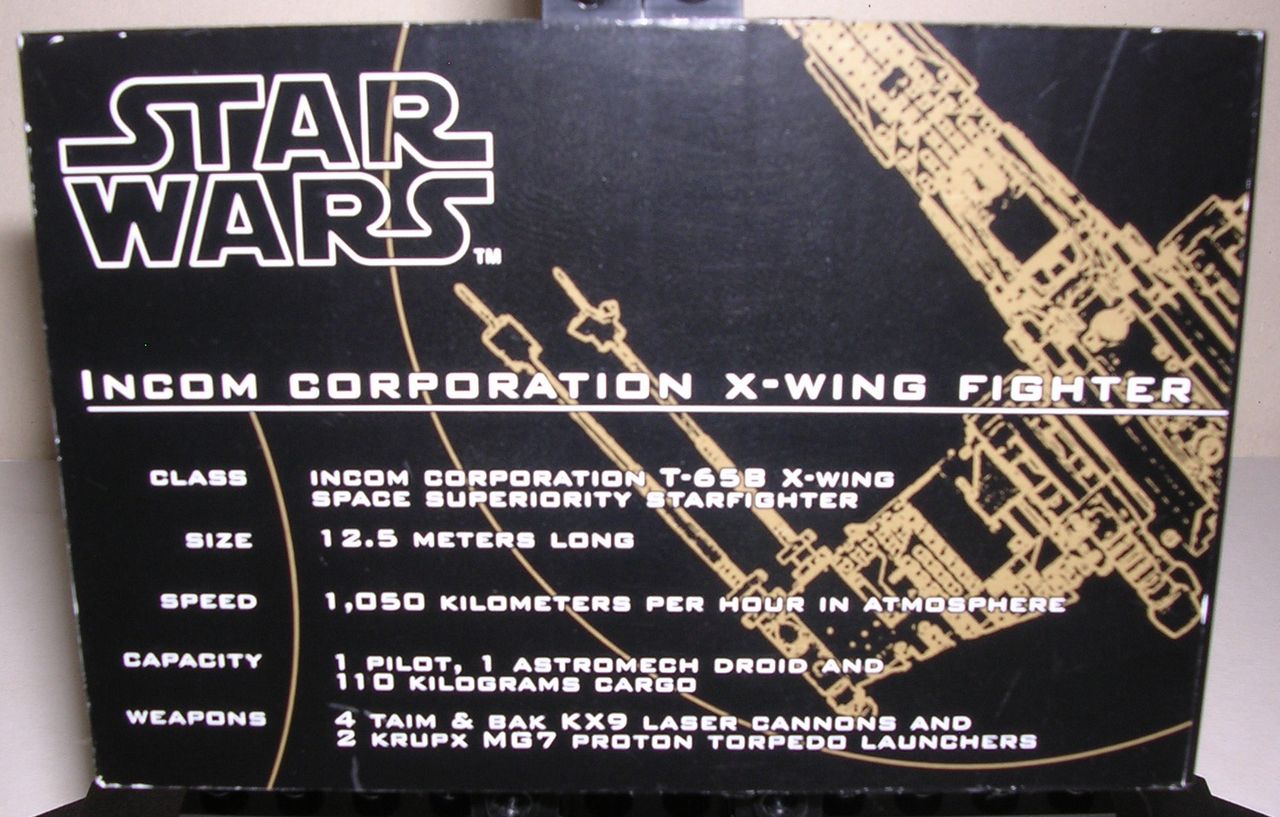 STAR
WARS™
INCOM CORPORATION X-WING FIGHTER
CLASS INCOM CORPORATION T-65B X-WING
SPACE SUPERIORITY STARFIGHTER
SIZE 12.5 METERS LONG
SPEED 1,050 KILOMETERS PER HOUR IN ATMOSPHERE
CAPACITY 1 PILOT, 1 ASTROMECH DROID AND
110 KILOGRAMS CARGO
WEAPONS 4 TAIM & BAK KX9 LASER CANNONS AND
2 KRUPX MG7 PROTON TORPEDO LAUNCHERS